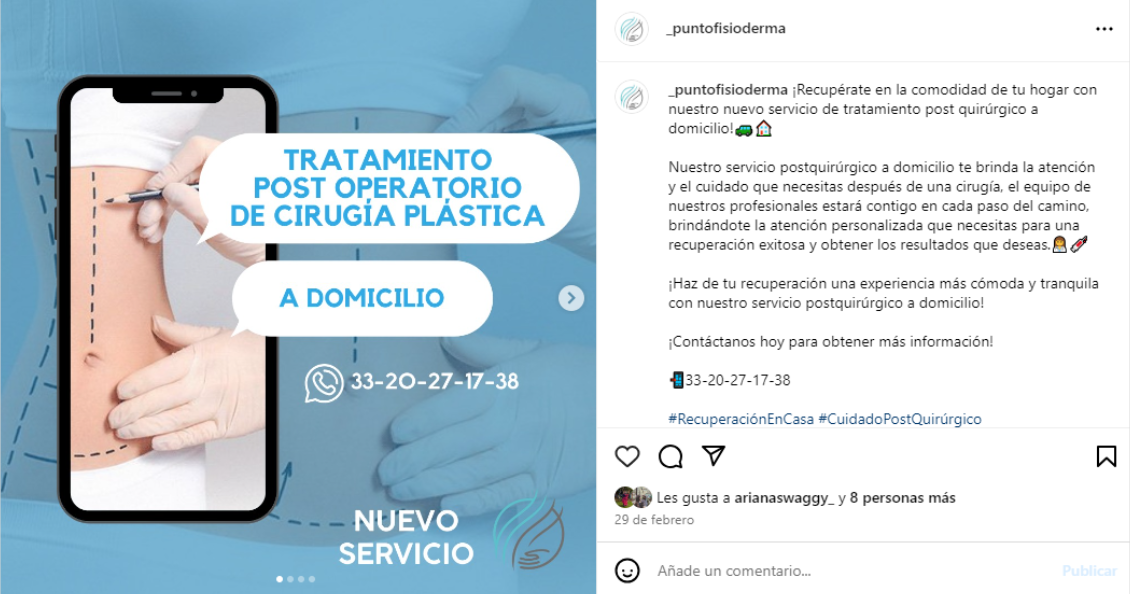 TRATAMIENTO
POST OPERATORIO
DE CIRUGÍA PLÁSTICA
A DOMICILIO
33-20-27-17-38
NUEVO
SERVICIO
_puntofisioderma
_puntofisioderma ¡Recupérate en la comodidad de tu hogar con
nuestro nuevo servicio de tratamiento post quirúrgico a
domicilio!🚙🏠
Nuestro servicio postquirúrgico a domicilio te brinda la atención
y el cuidado que necesitas después de una cirugía, el equipo de
nuestros profesionales estará contigo en cada paso del camino,
brindándote la atención personalizada que necesitas para una
recuperación exitosa y obtener los resultados que deseas.👩‍⚕️💉
¡Haz de tu recuperación una experiencia más cómoda y tranquila
con nuestro servicio postquirúrgico a domicilio!
¡Contáctanos hoy para obtener más información!
📲33-20-27-17-38
#RecuperaciónEnCasa #CuidadoPostQuirúrgico
Les gusta a arianaswaggy_ y 8 personas más
29 de febrero
Añade un comentario...
Publicar